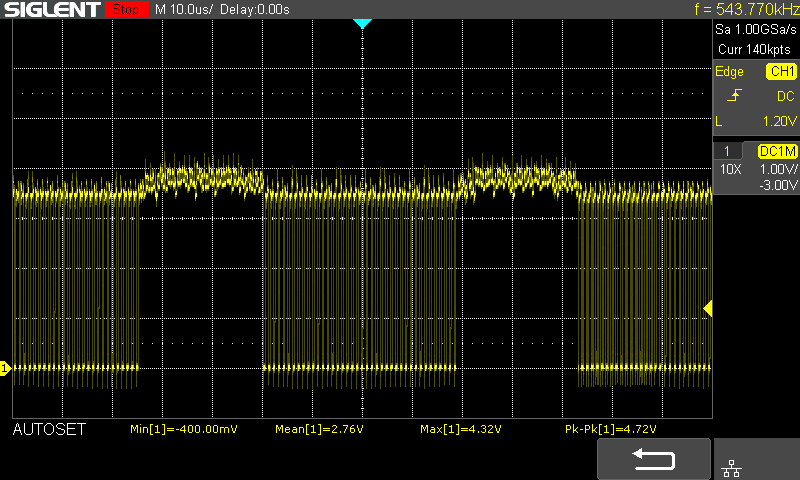 SIGLENT Stop M 10.0us/ Delay:0.00s f = 543.770kHz
Sa 1.00GSa/s
Curr 140kpts
Edge CH1
DC
L 1.20V
1 DC1M
10X 1.00V/
-3.00V
1
AUTOSET Min[1]=-400.00mV Mean[1]=2.76V Max[1]=4.32V Pk-Pk[1]=4.72V